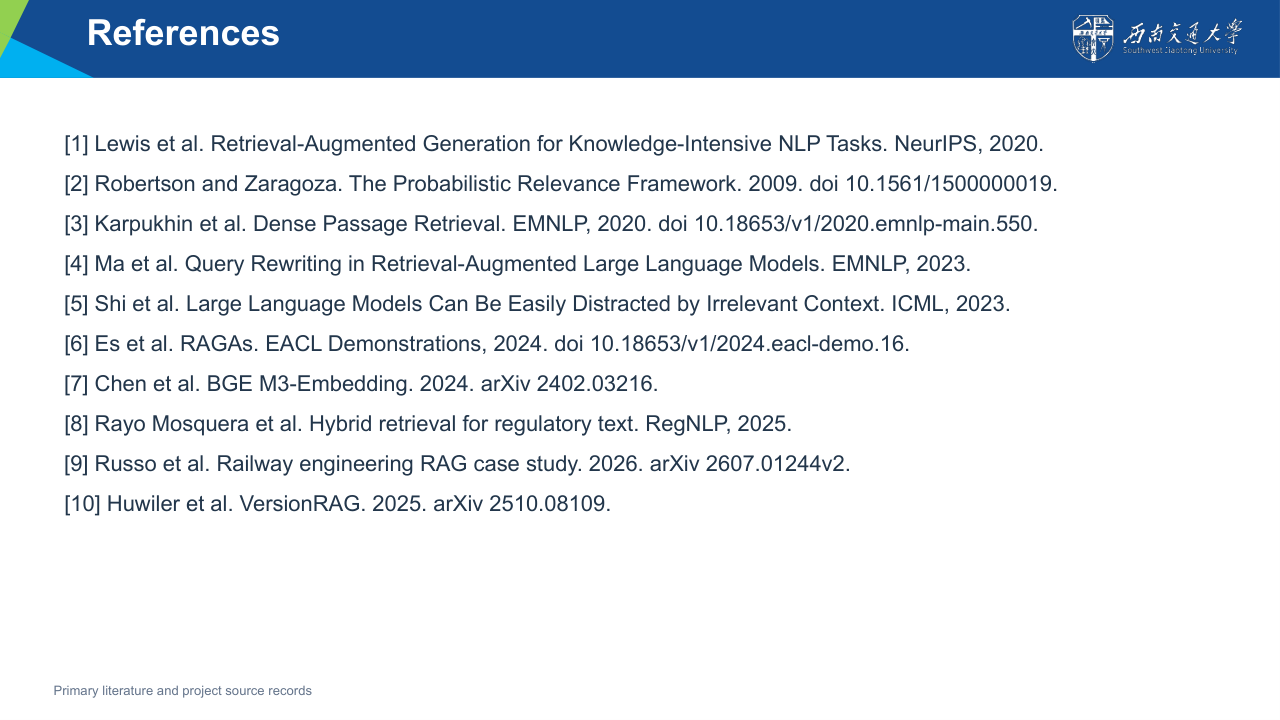 References
西南交通大学
Southwest Jiaotong University
[1] Lewis et al. Retrieval-Augmented Generation for Knowledge-Intensive NLP Tasks. NeurIPS, 2020.
[2] Robertson and Zaragoza. The Probabilistic Relevance Framework. 2009. doi 10.1561/1500000019.
[3] Karpukhin et al. Dense Passage Retrieval. EMNLP, 2020. doi 10.18653/v1/2020.emnlp-main.550.
[4] Ma et al. Query Rewriting in Retrieval-Augmented Large Language Models. EMNLP, 2023.
[5] Shi et al. Large Language Models Can Be Easily Distracted by Irrelevant Context. ICML, 2023.
[6] Es et al. RAGAs. EACL Demonstrations, 2024. doi 10.18653/v1/2024.eacl-demo.16.
[7] Chen et al. BGE M3-Embedding. 2024. arXiv 2402.03216.
[8] Rayo Mosquera et al. Hybrid retrieval for regulatory text. RegNLP, 2025.
[9] Russo et al. Railway engineering RAG case study. 2026. arXiv 2607.01244v2.
[10] Huwiler et al. VersionRAG. 2025. arXiv 2510.08109.
Primary literature and project source records